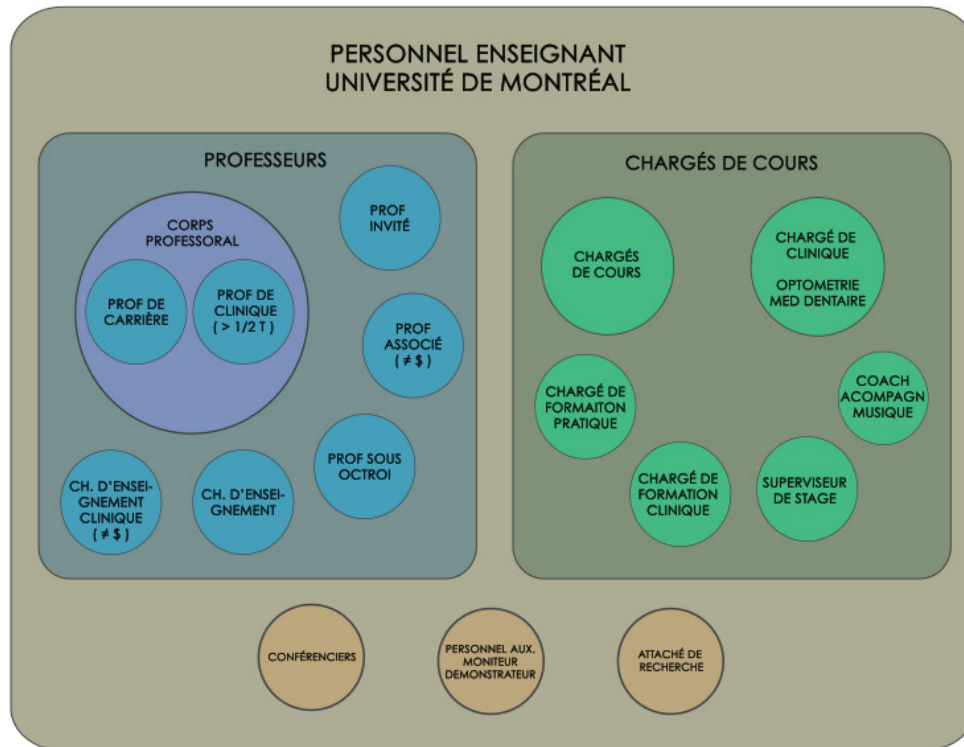 PERSONNEL ENSEIGNANT
UNIVERSITÉ DE MONTRÉAL
PROFESSEURS
CORPS
PROFESSORAL
PROF DE
CARRIÈRE
PROF DE
CLINIQUE
( > 1/2 T )
PROF
INVITÉ
PROF
ASSOCIÉ
( ≠ $ )
PROF SOUS
OCTROI
CH. D'ENSEI-
GNEMENT
CLINIQUE
( ≠ $ )
CH. D'ENSEI-
GNEMENT
CHARGÉS DE COURS
CHARGÉS
DE COURS
CHARGÉ DE
CLINIQUE
OPTOMETRIE
MED DENTAIRE
CHARGÉ DE
FORMAITON
PRATIQUE
COACH
ACOMPAGN
MUSIQUE
CHARGÉ DE
FORMATION
CLINIQUE
SUPERVISEUR
DE STAGE
CONFÉRENCIERS
PERSONNEL AUX.
MONITEUR
DEMONSTRATEUR
ATTACHÉ DE
RECHERCHE